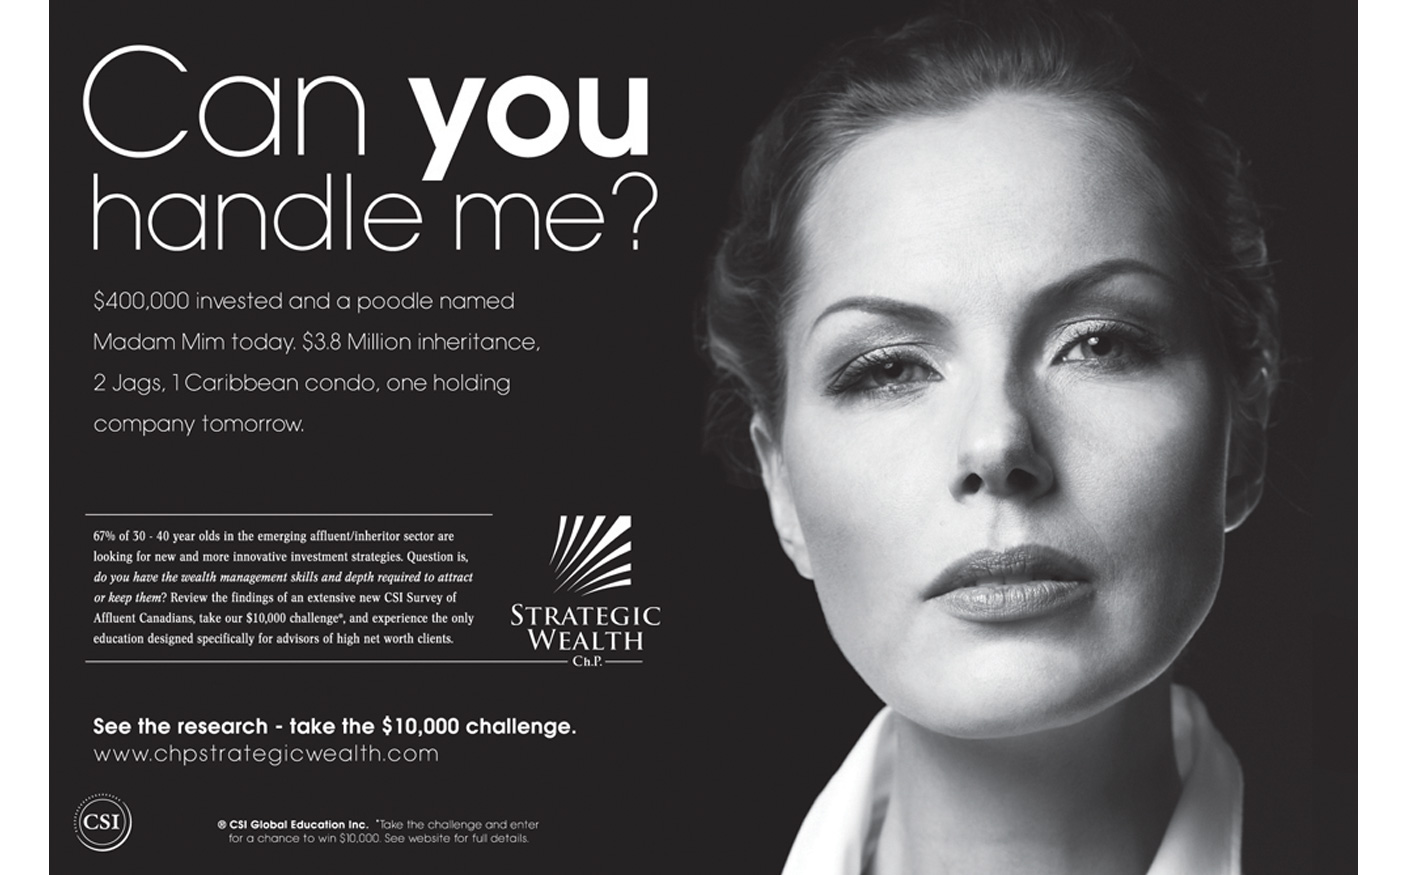 Can you
handle me?
$400,000 invested and a poodle named
Madam Mim today. $3.8 Million inheritance,
2 Jags, 1 Caribbean condo, one holding
company tomorrow.
67% of 30 - 40 year olds in the emerging affluent/inheritor sector are
looking for new and more innovative investment strategies. Question is,
do you have the wealth management skills and depth required to attract
or keep them? Review the findings of an extensive new CSI Survey of
Affluent Canadians, take our $10,000 challenge*, and experience the only
education designed specifically for advisors of high net worth clients.
STRATEGIC
WEALTH
Ch.P.
See the research - take the $10,000 challenge.
www.chpstrategicwealth.com
CSI
® CSI Global Education Inc. *Take the challenge and enter
for a chance to win $10,000. See website for full details.